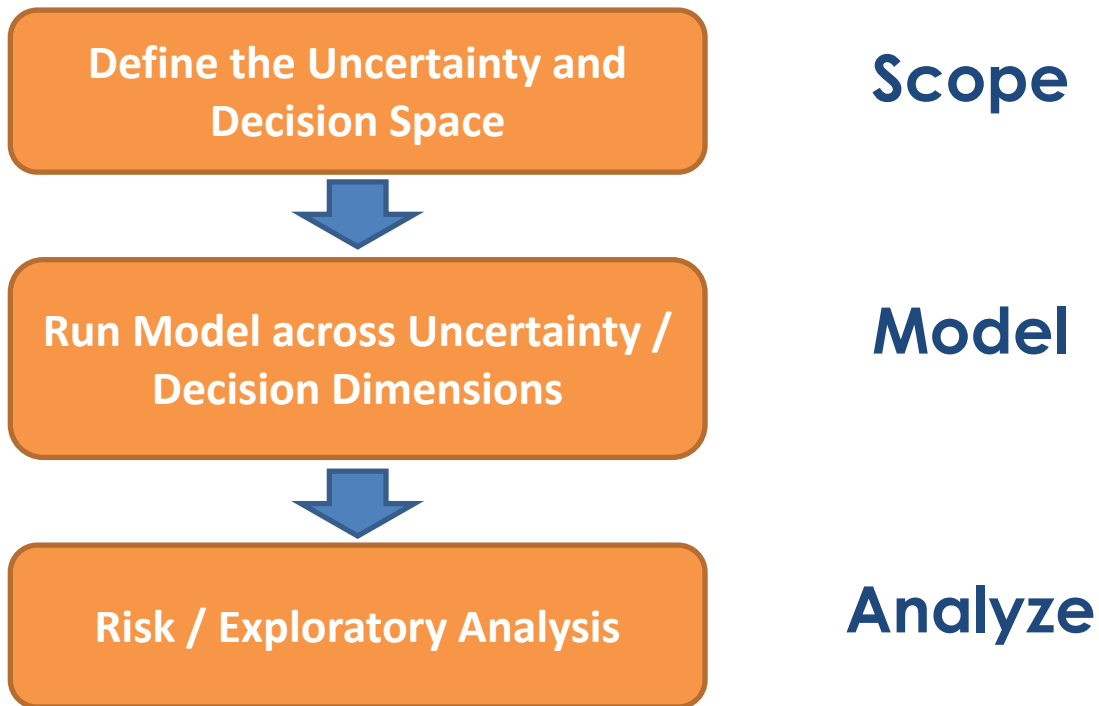 Define the Uncertainty and
Decision Space
Scope
Run Model across Uncertainty /
Decision Dimensions
Model
Risk / Exploratory Analysis
Analyze